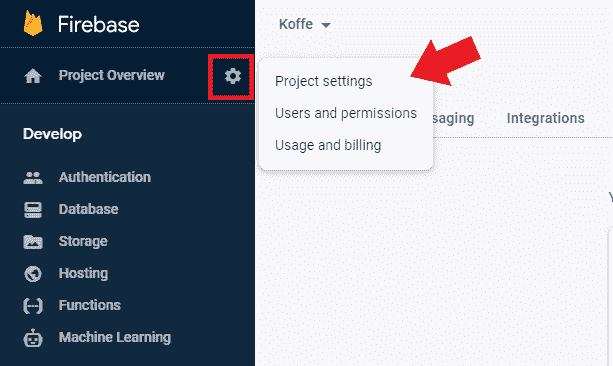 Firebase
Koffe
Project Overview
Project settings
Users and permissions
Usage and billing
saging
Integrations
Develop
Authentication
Database
Storage
Hosting
Functions
Machine Learning